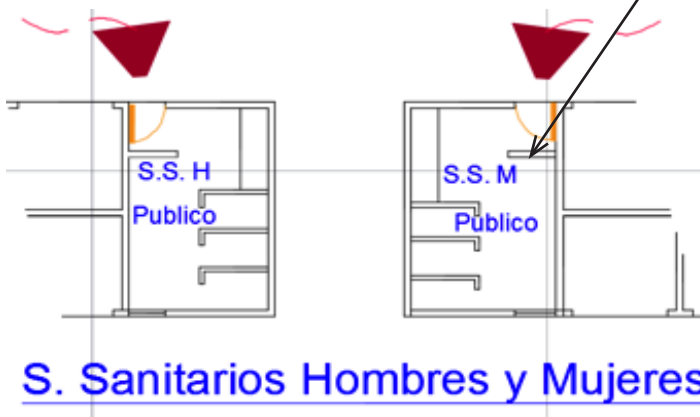 S.S. H
Publico
S.S. M
Publico
S. Sanitarios Hombres y Mujeres